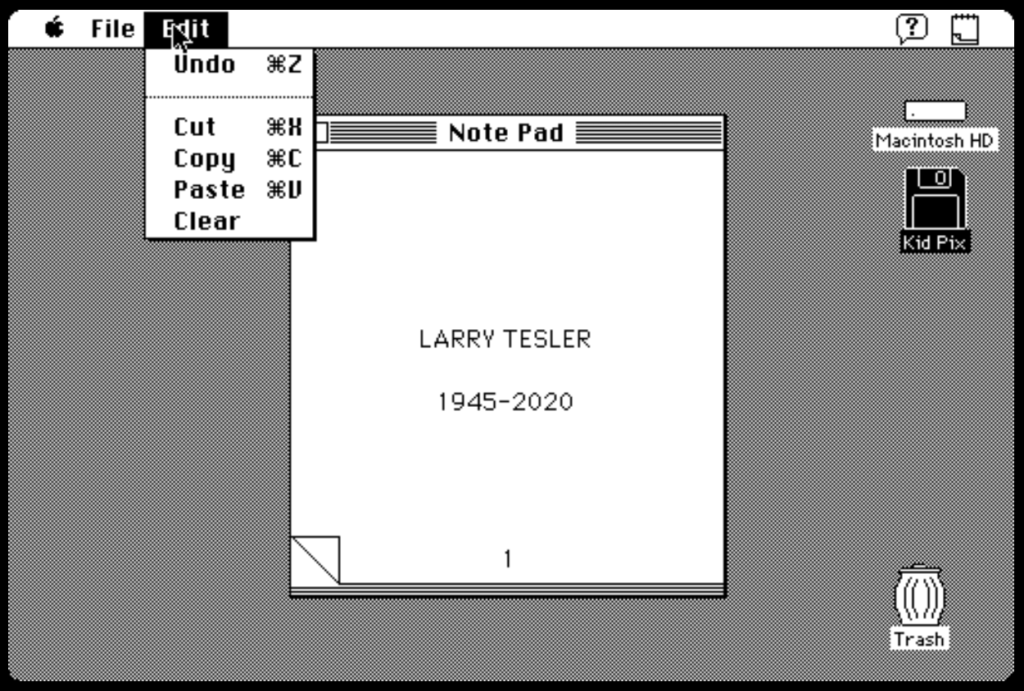 File Edit
Undo ⌘Z
Cut ⌘X
Copy ⌘C
Paste ⌘V
Clear
Note Pad
LARRY TESLER
1945-2020
1
Macintosh HD
Kid Pix
Trash